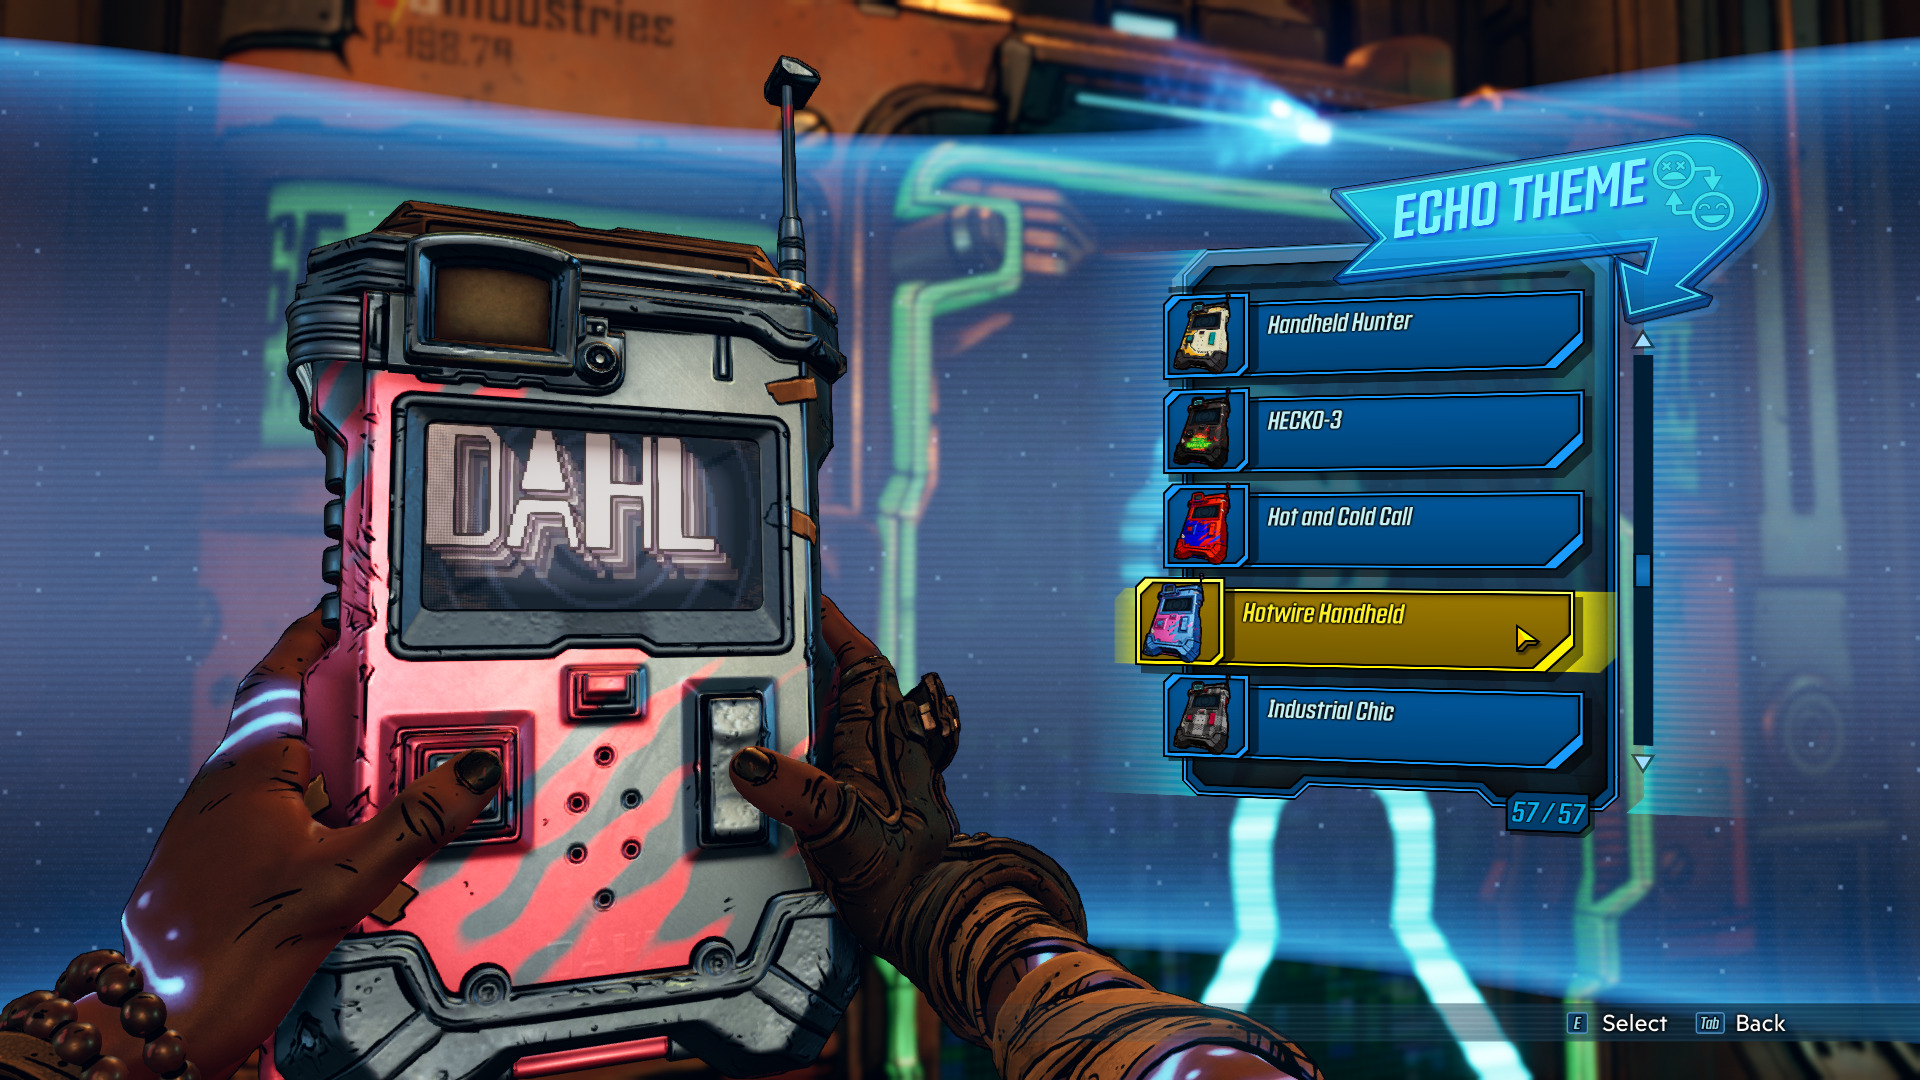 industries
P-198.79
ECHO THEME
DAHL
Handheld Hunter
HECKO-3
Hot and Cold Call
Hotwire Handheld
Industrial Chic
57/57
DAHL
E Select Tab Back